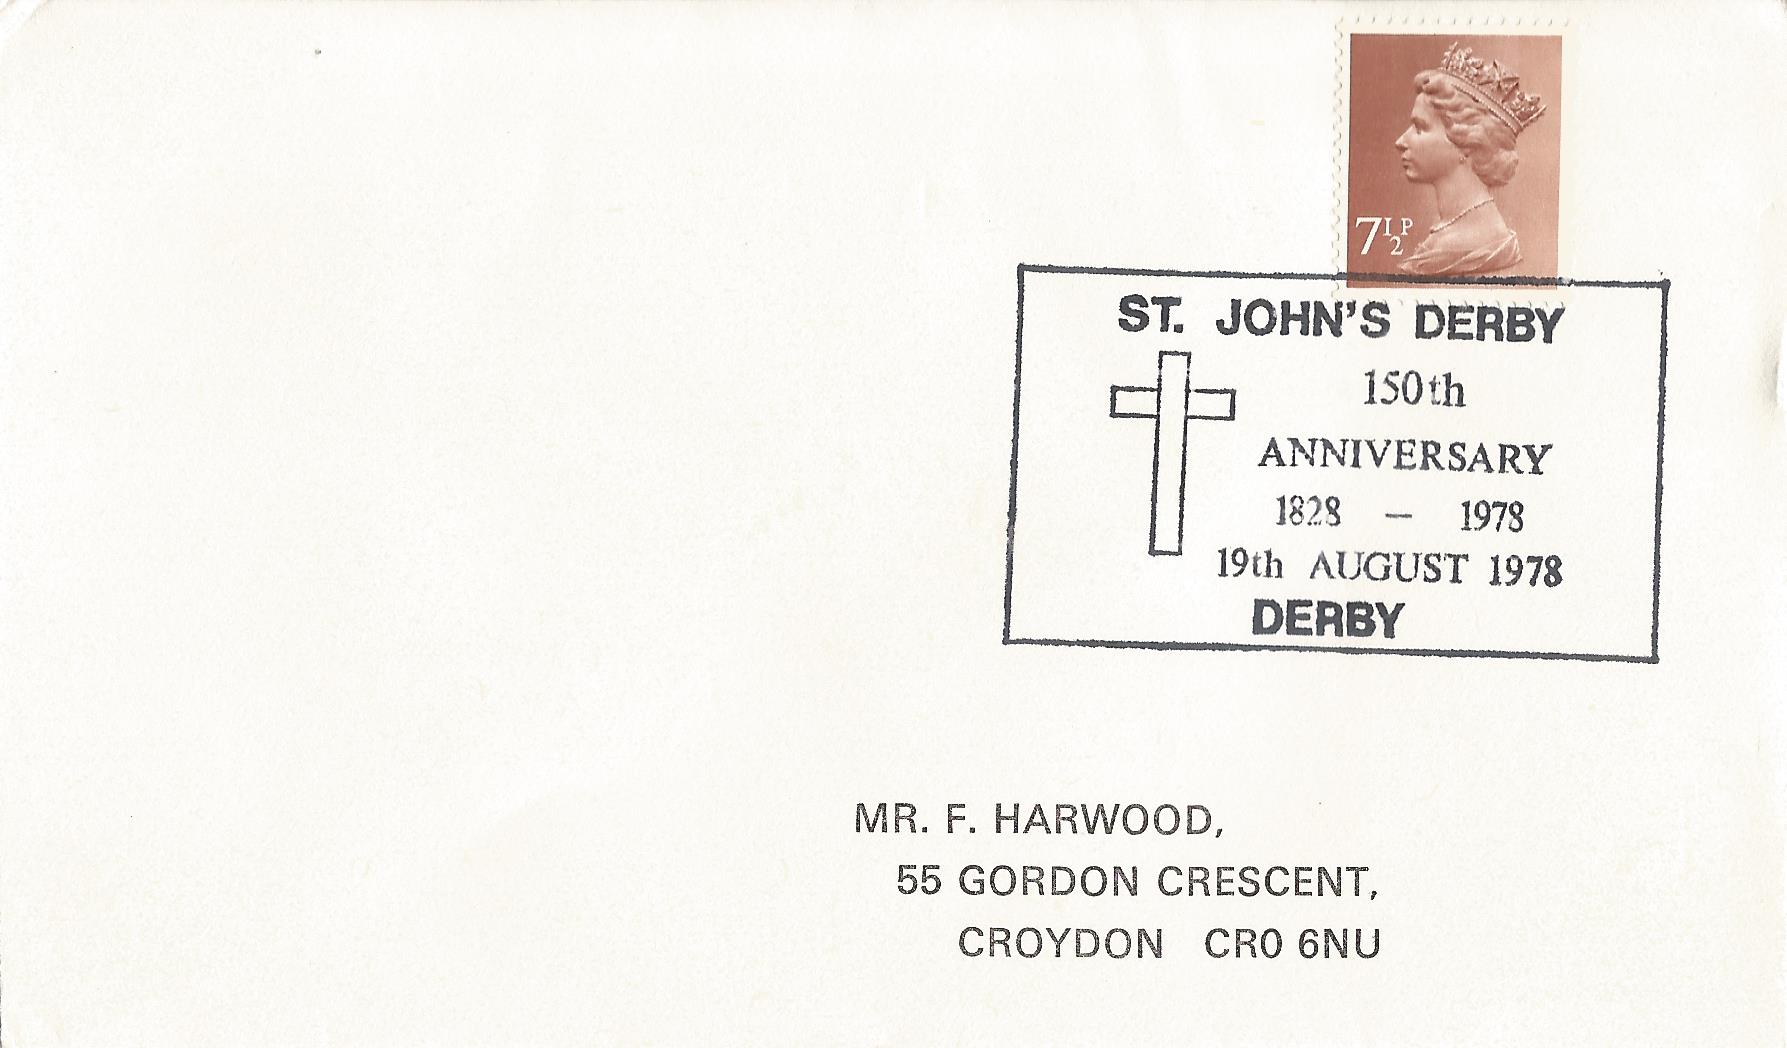 7½P
ST. JOHN'S DERBY
150th
ANNIVERSARY
1828 — 1978
19th AUGUST 1978
DERBY
MR. F. HARWOOD,
55 GORDON CRESCENT,
CROYDON CR0 6NU